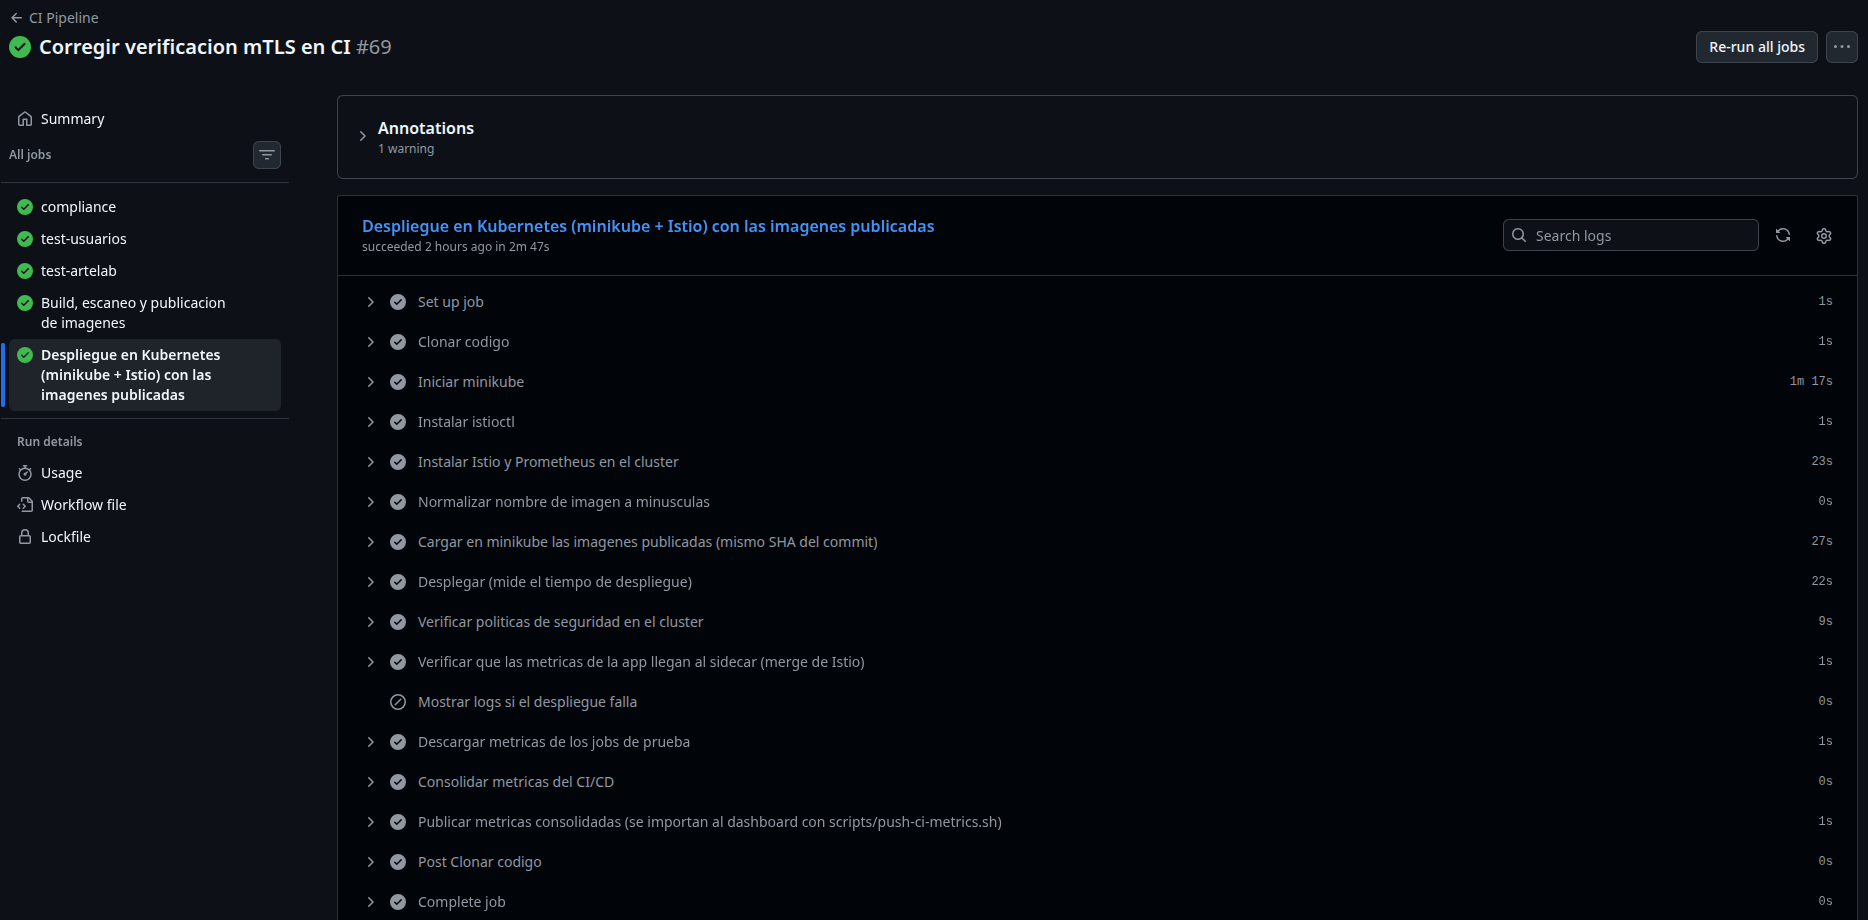 CI Pipeline
Corregir verificacion mTLS en CI #69
Re-run all jobs
Summary
All jobs
compliance
test-usuarios
test-artelab
Build, escaneo y publicacion
de imagenes
Despliegue en Kubernetes
(minikube + Istio) con las
imagenes publicadas
Run details
Usage
Workflow file
Lockfile
Annotations
1 warning
Despliegue en Kubernetes (minikube + Istio) con las imagenes publicadas
succeeded 2 hours ago in 2m 47s
Search logs
Set up job 1s
Clonar codigo 1s
Iniciar minikube 1m 17s
Instalar istioctl 1s
Instalar Istio y Prometheus en el cluster 23s
Normalizar nombre de imagen a minusculas 0s
Cargar en minikube las imagenes publicadas (mismo SHA del commit) 27s
Desplegar (mide el tiempo de despliegue) 22s
Verificar politicas de seguridad en el cluster 9s
Verificar que las metricas de la app llegan al sidecar (merge de Istio) 1s
Mostrar logs si el despliegue falla 0s
Descargar metricas de los jobs de prueba 1s
Consolidar metricas del CI/CD 0s
Publicar metricas consolidadas (se importan al dashboard con scripts/push-ci-metrics.sh) 1s
Post Clonar codigo 0s
Complete job 0s